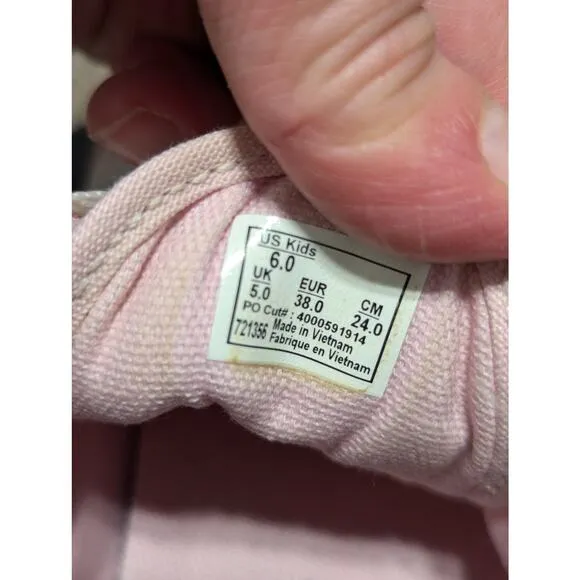 US Kids
6.0
UK EUR CM
5.0 38.0 24.0
PO Cut# : 4000591914
721356 Made in Vietnam
Fabrique en Vietnam